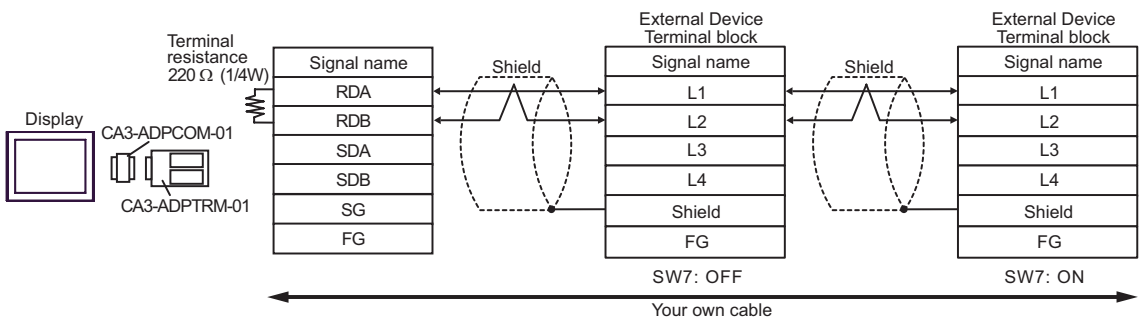 Terminal
resistance
220 Ω (1/4W)
Display
CA3-ADPCOM-01
CA3-ADPTRM-01
Signal name
RDA
RDB
SDA
SDB
SG
FG
Shield
External Device
Terminal block
Signal name
L1
L2
L3
L4
Shield
FG
SW7: OFF
Shield
External Device
Terminal block
Signal name
L1
L2
L3
L4
Shield
FG
SW7: ON
Your own cable